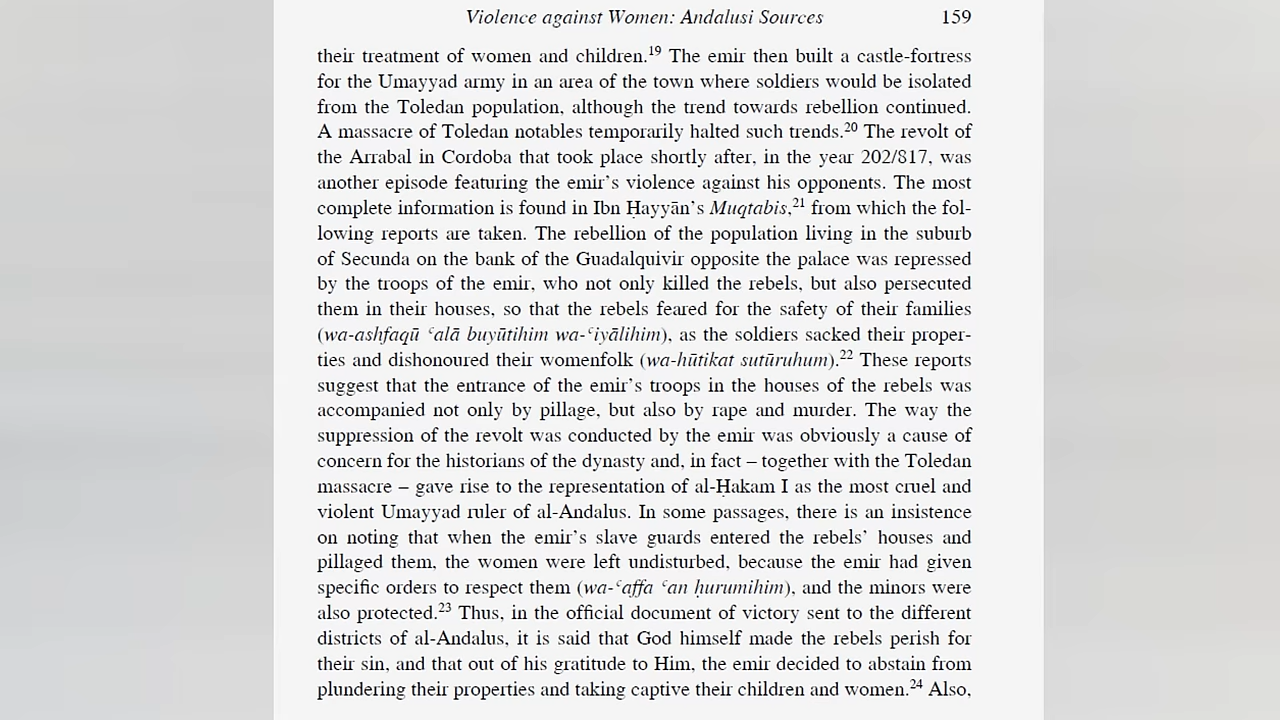 Violence against Women: Andalusi Sources 159
their treatment of women and children.19 The emir then built a castle-fortress
for the Umayyad army in an area of the town where soldiers would be isolated
from the Toledan population, although the trend towards rebellion continued.
A massacre of Toledan notables temporarily halted such trends.20 The revolt of
the Arrabal in Cordoba that took place shortly after, in the year 202/817, was
another episode featuring the emir’s violence against his opponents. The most
complete information is found in Ibn Ḥayyān’s Muqtabis,21 from which the fol-
lowing reports are taken. The rebellion of the population living in the suburb
of Secunda on the bank of the Guadalquivir opposite the palace was repressed
by the troops of the emir, who not only killed the rebels, but also persecuted
them in their houses, so that the rebels feared for the safety of their families
(wa-ashfaqū ʿalā buyūtihim wa-ʿiyālihim), as the soldiers sacked their proper-
ties and dishonoured their womenfolk (wa-hūtikat sutūruhum).22 These reports
suggest that the entrance of the emir’s troops in the houses of the rebels was
accompanied not only by pillage, but also by rape and murder. The way the
suppression of the revolt was conducted by the emir was obviously a cause of
concern for the historians of the dynasty and, in fact – together with the Toledan
massacre – gave rise to the representation of al-Ḥakam I as the most cruel and
violent Umayyad ruler of al-Andalus. In some passages, there is an insistence
on noting that when the emir’s slave guards entered the rebels’ houses and
pillaged them, the women were left undisturbed, because the emir had given
specific orders to respect them (wa-ʿaffa ʿan ḥurumihim), and the minors were
also protected.23 Thus, in the official document of victory sent to the different
districts of al-Andalus, it is said that God himself made the rebels perish for
their sin, and that out of his gratitude to Him, the emir decided to abstain from
plundering their properties and taking captive their children and women.24 Also,